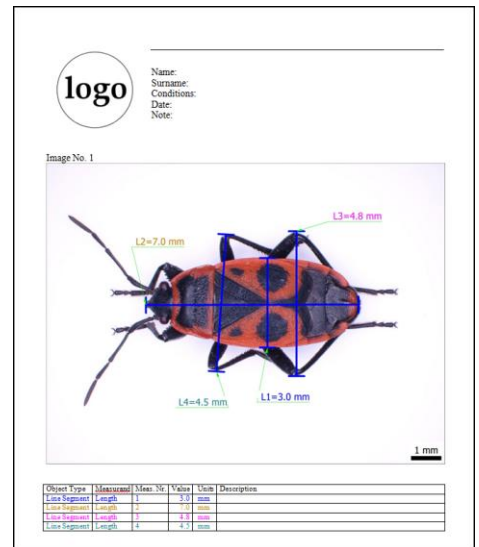 logo
Name:
Surname:
Conditions:
Date:
Note:
Image No. 1
L3=4.8 mm
L2=7.0 mm
L4=4.5 mm
L1=3.0 mm
1 mm
Object Type Measurand Meas. Nr. Value Units Description
Line Segment Length 1 3.0 mm
Line Segment Length 2 7.0 mm
Line Segment Length 3 4.8 mm
Line Segment Length 4 4.5 mm